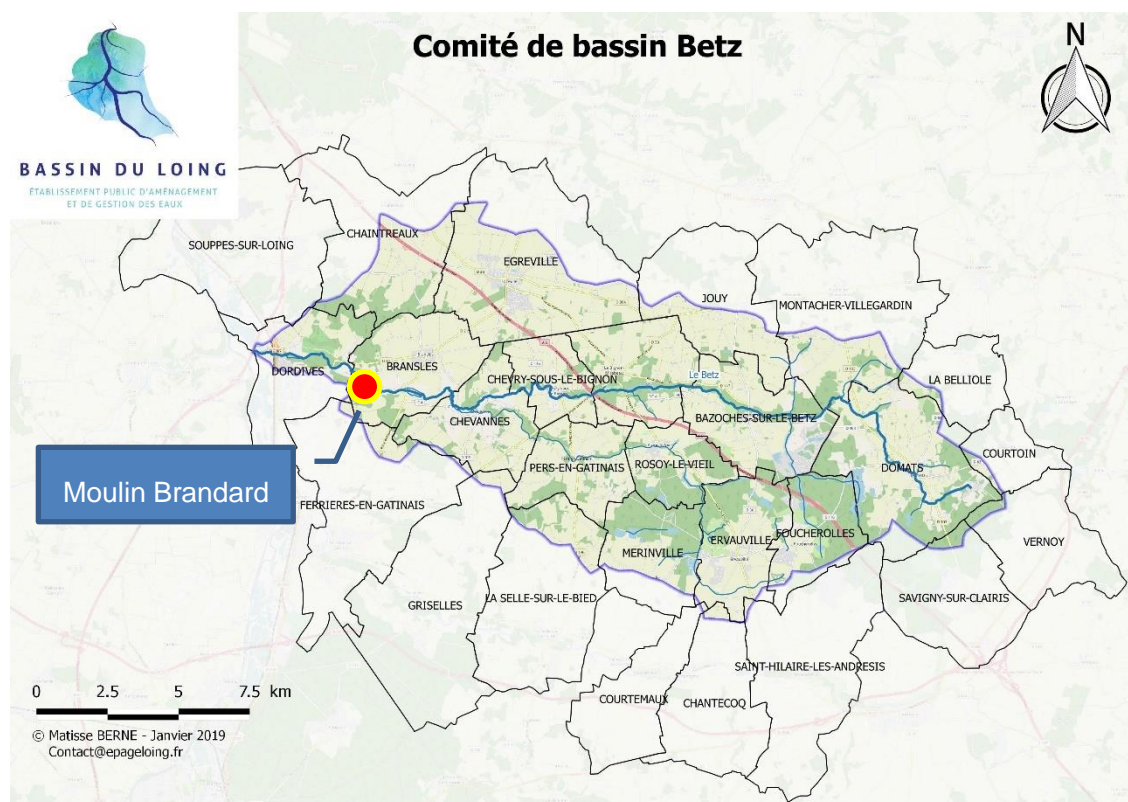 Comité de bassin Betz
N
BASSIN DU LOING
ÉTABLISSEMENT PUBLIC D'AMÉNAGEMENT
ET DE GESTION DES EAUX
SOUPPES-SUR-LOING
CHAINTREAUX
EGREVILLE
JOUY
MONTACHER-VILLEGARDIN
DORDIVES
BRANSLES
CHEVRY-SOUS-LE-BIGNON
Le Betz
LA BELLIOLE
CHEVANNES
BAZOCHES-SUR-LE-BETZ
COURTOIN
PERS-EN-GATINAIS
ROSOY-LE-VIEIL
DOMATS
Moulin Brandard
FERRIERES-EN-GATINAIS
MERINVILLE
ERVAUVILLE
FOUCHEROLLES
VERNOY
GRISELLES
LA SELLE-SUR-LE-BIED
SAVIGNY-SUR-CLAIRIS
SAINT-HILAIRE-LES-ANDRESIS
COURTEMAUX
CHANTECOQ
0 2.5 5 7.5 km
© Matisse BERNE - Janvier 2019
Contact@epageloing.fr